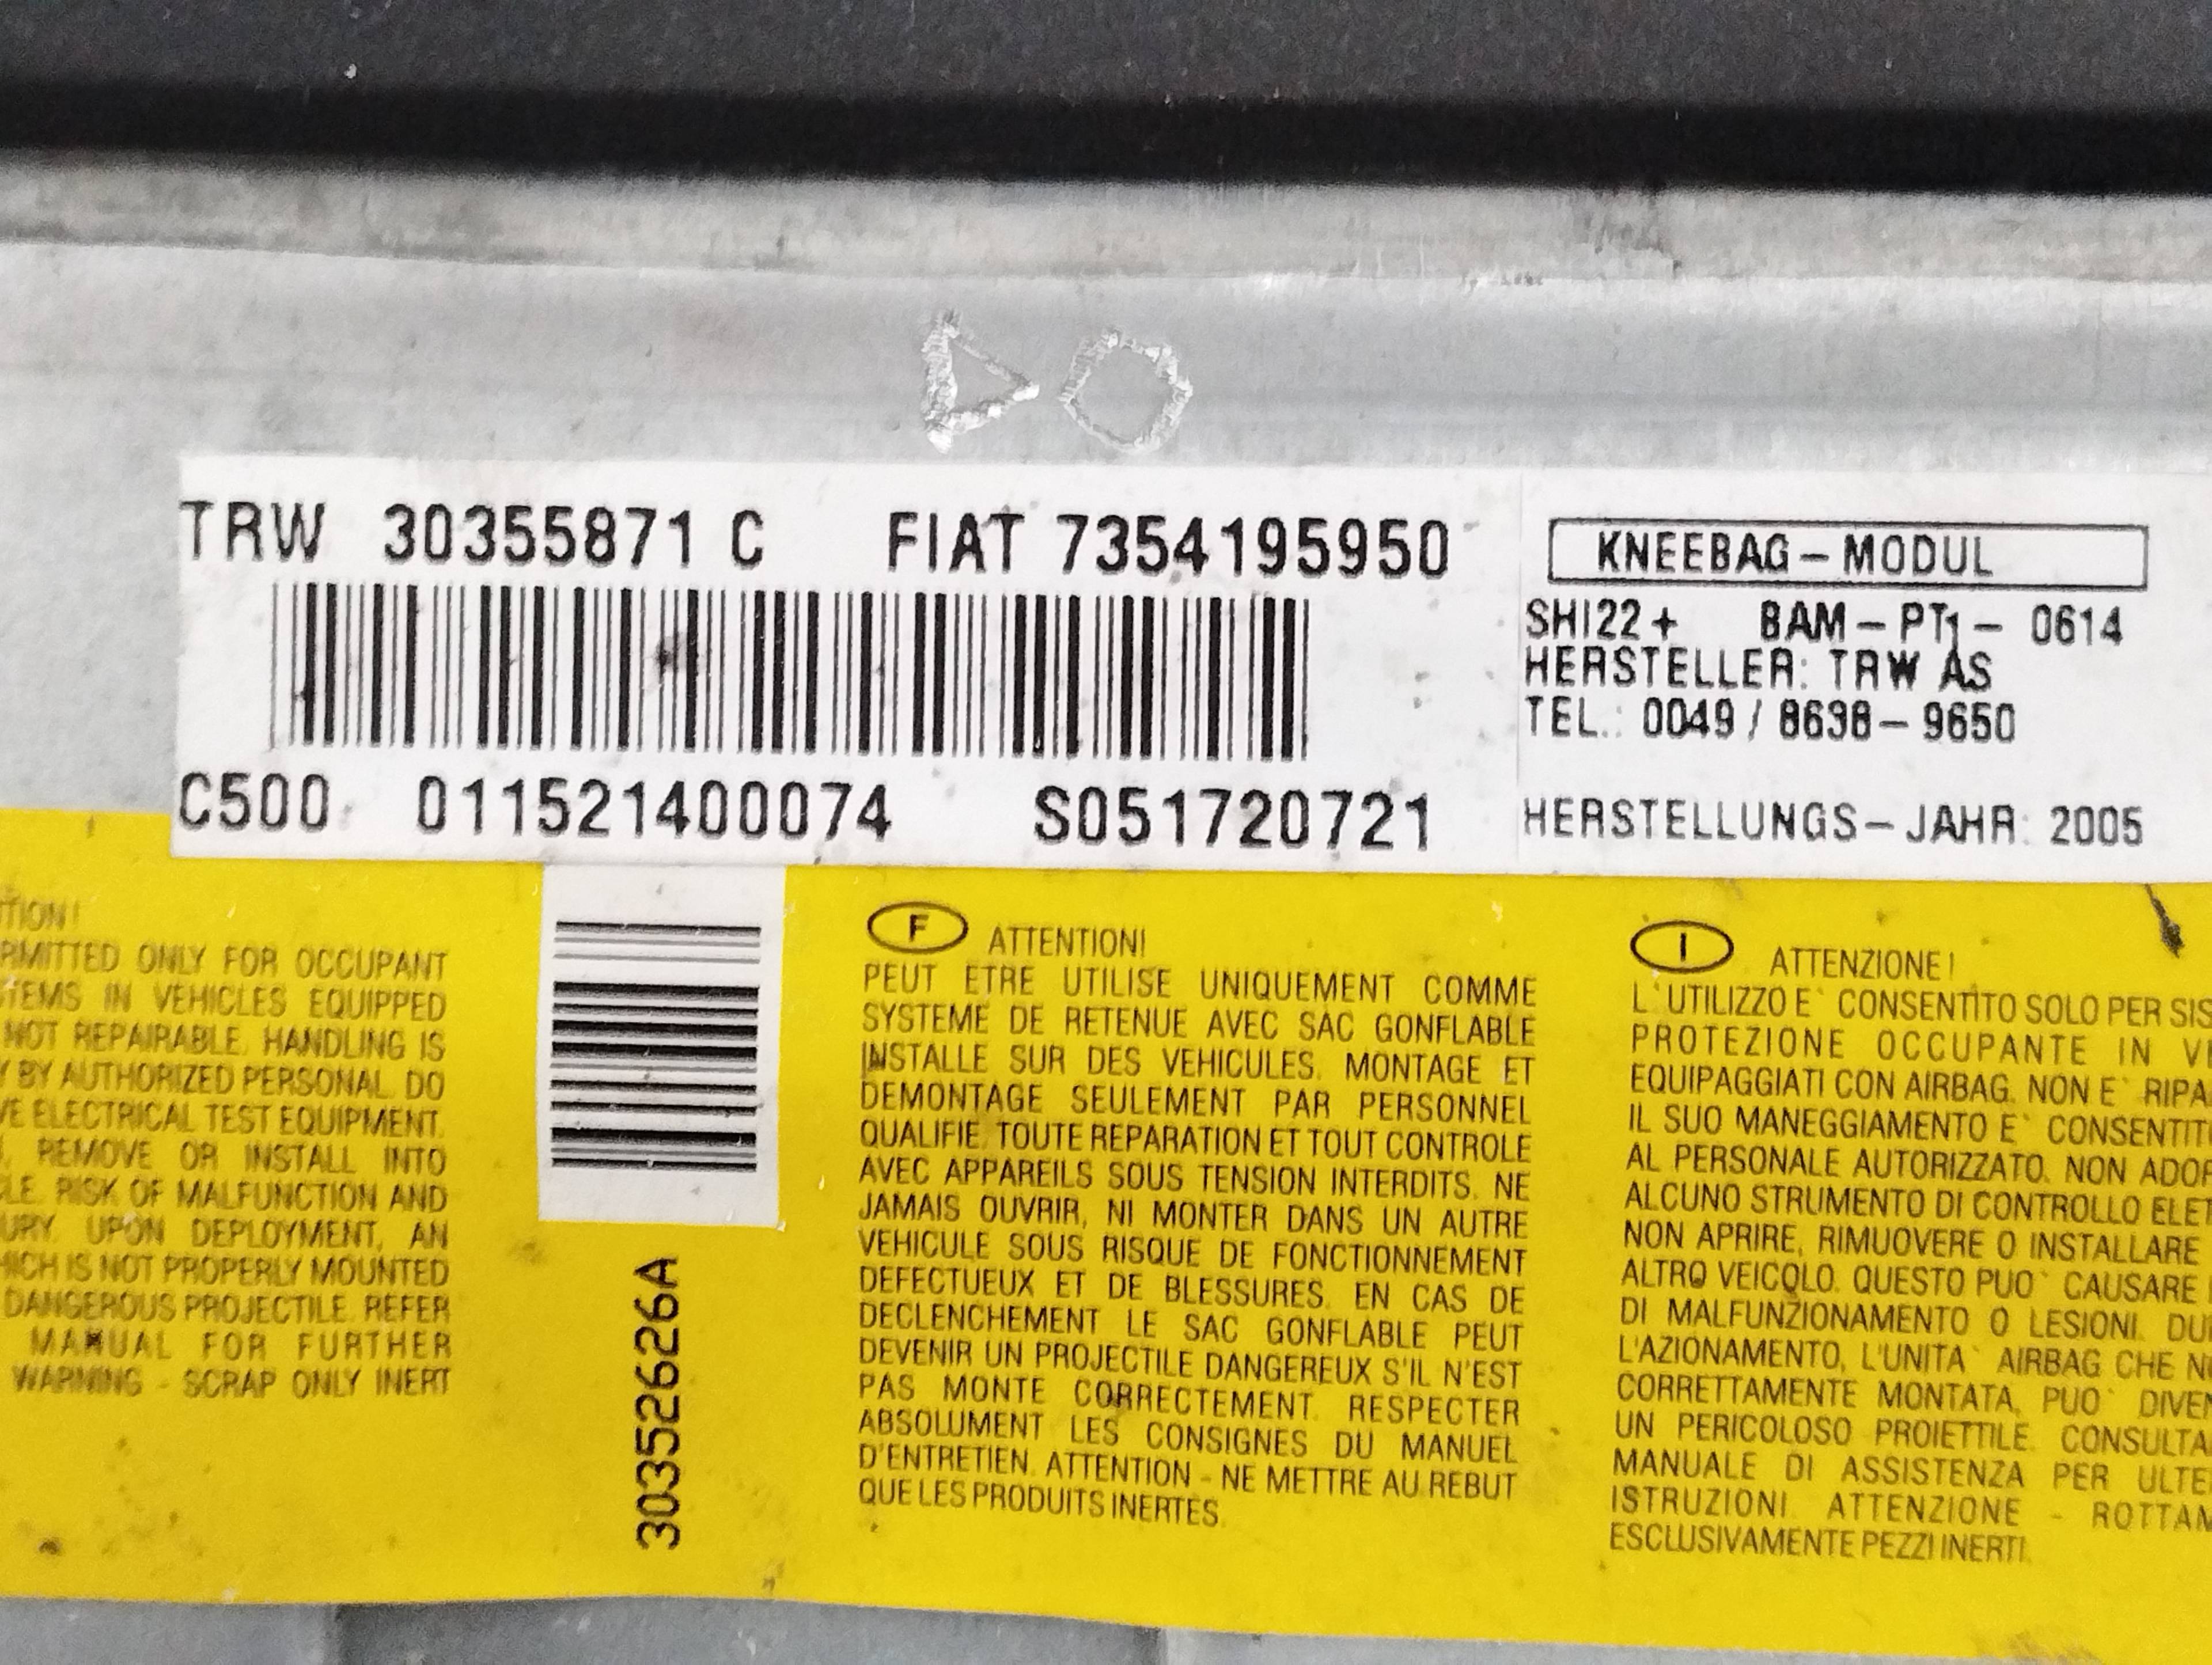 TRW 30355871 C FIAT 7354195950
KNEEBAG-MODUL
SHI22+ BAM-PT1- 0614
HERSTELLER: TRW AS
TEL.: 0049 / 8638-9650
C500 011521400074 S051720721
HERSTELLUNGS-JAHR: 2005
ONLY FOR OCCUPANT
IN VEHICLES EQUIPPED
NOT REPAIRABLE. HANDLING IS
BY AUTHORIZED PERSONAL. DO
ELECTRICAL TEST EQUIPMENT.
REMOVE OR INSTALL INTO
RISK OF MALFUNCTION AND
UPON DEPLOYMENT, AN
IS NOT PROPERLY MOUNTED
DANGEROUS PROJECTILE. REFER
MANUAL FOR FURTHER
WARNING - SCRAP ONLY INERT
30352626A
F ATTENTION!
PEUT ETRE UTILISE UNIQUEMENT COMME
SYSTEME DE RETENUE AVEC SAC GONFLABLE
INSTALLE SUR DES VEHICULES. MONTAGE ET
DEMONTAGE SEULEMENT PAR PERSONNEL
QUALIFIE. TOUTE REPARATION ET TOUT CONTROLE
AVEC APPAREILS SOUS TENSION INTERDITS. NE
JAMAIS OUVRIR, NI MONTER DANS UN AUTRE
VEHICULE SOUS RISQUE DE FONCTIONNEMENT
DEFECTUEUX ET DE BLESSURES. EN CAS DE
DECLENCHEMENT LE SAC GONFLABLE PEUT
DEVENIR UN PROJECTILE DANGEREUX S'IL N'EST
PAS MONTE CORRECTEMENT. RESPECTER
ABSOLUMENT LES CONSIGNES DU MANUEL
D'ENTRETIEN. ATTENTION - NE METTRE AU REBUT
QUE LES PRODUITS INERTES.
I ATTENZIONE!
L`UTILIZZO E` CONSENTITO SOLO PER
PROTEZIONE OCCUPANTE IN
EQUIPAGGIATI CON AIRBAG. NON E`
IL SUO MANEGGIAMENTO E`
AL PERSONALE AUTORIZZATO. NON
ALCUNO STRUMENTO DI CONTROLLO
NON APRIRE, RIMUOVERE O INSTALLARE
ALTRO VEICOLO. QUESTO PUO` CAUSARE
DI MALFUNZIONAMENTO O LESIONI.
L'AZIONAMENTO, L'UNITA` AIRBAG CHE
CORRETTAMENTE MONTATA, PUO`
UN PERICOLOSO PROIETTILE.
MANUALE DI ASSISTENZA PER
ISTRUZIONI. ATTENZIONE -
ESCLUSIVAMENTE PEZZI INERTI.